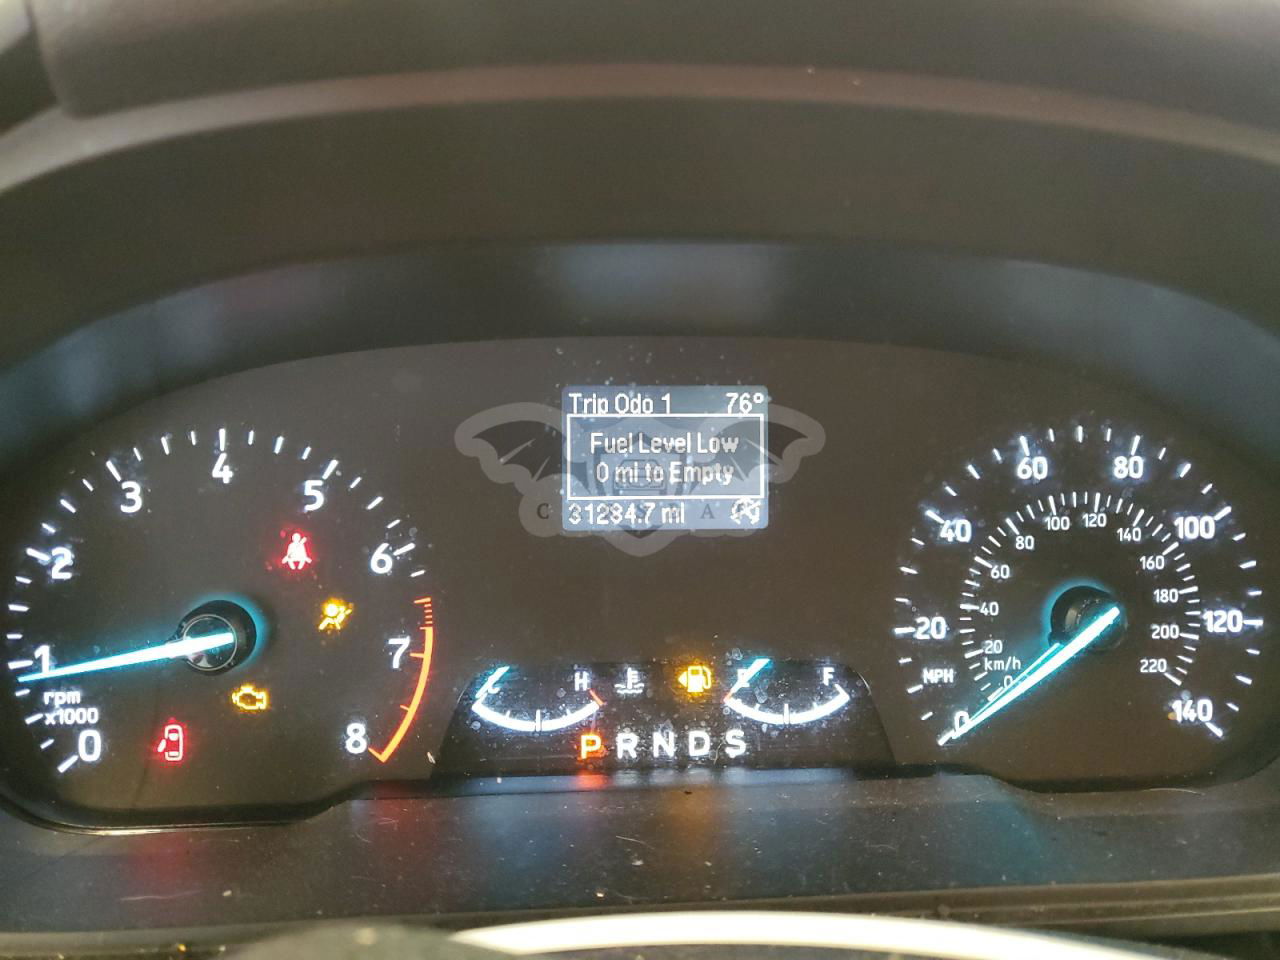 Trip Odo 1 76°
Fuel Level Low
0 mi to Empty
31284.7 mi
0 1 2 3 4 5 6 7 8
rpm
x1000
C H
E F
P R N D S
0 20 40 60 80 100 120 140
MPH
0 20 40 60 80 100 120 140 160 180 200 220
km/h